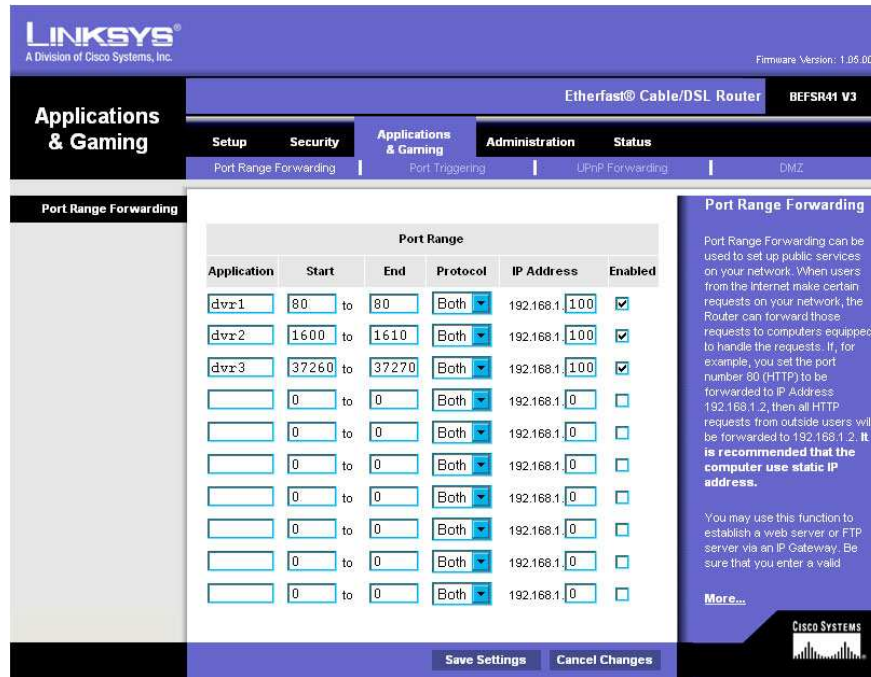 LINKSYS®
A Division of Cisco Systems, Inc.
Firmware Version: 1.05.00
Etherfast® Cable/DSL Router BEFSR41 V3
Applications & Gaming
Setup Security Applications & Gaming Administration Status
Port Range Forwarding Port Triggering UPnP Forwarding DMZ
Port Range Forwarding
Port Range
Application Start End Protocol IP Address Enabled
dvr1 80 to 80 Both 192.168.1. 100
dvr2 1600 to 1610 Both 192.168.1. 100
dvr3 37260 to 37270 Both 192.168.1. 100
0 to 0 Both 192.168.1. 0
0 to 0 Both 192.168.1. 0
0 to 0 Both 192.168.1. 0
0 to 0 Both 192.168.1. 0
0 to 0 Both 192.168.1. 0
0 to 0 Both 192.168.1. 0
0 to 0 Both 192.168.1. 0
Port Range Forwarding
Port Range Forwarding can be
used to set up public services
on your network. When users
from the Internet make certain
requests on your network, the
Router can forward those
requests to computers equipped
to handle the requests. If, for
example, you set the port
number 80 (HTTP) to be
forwarded to IP Address
192.168.1.2, then all HTTP
requests from outside users will
be forwarded to 192.168.1.2. It
is recommended that the
computer use static IP
address.
You may use this function to
establish a web server or FTP
server via an IP Gateway. Be
sure that you enter a valid
More...
Save Settings Cancel Changes
CISCO SYSTEMS